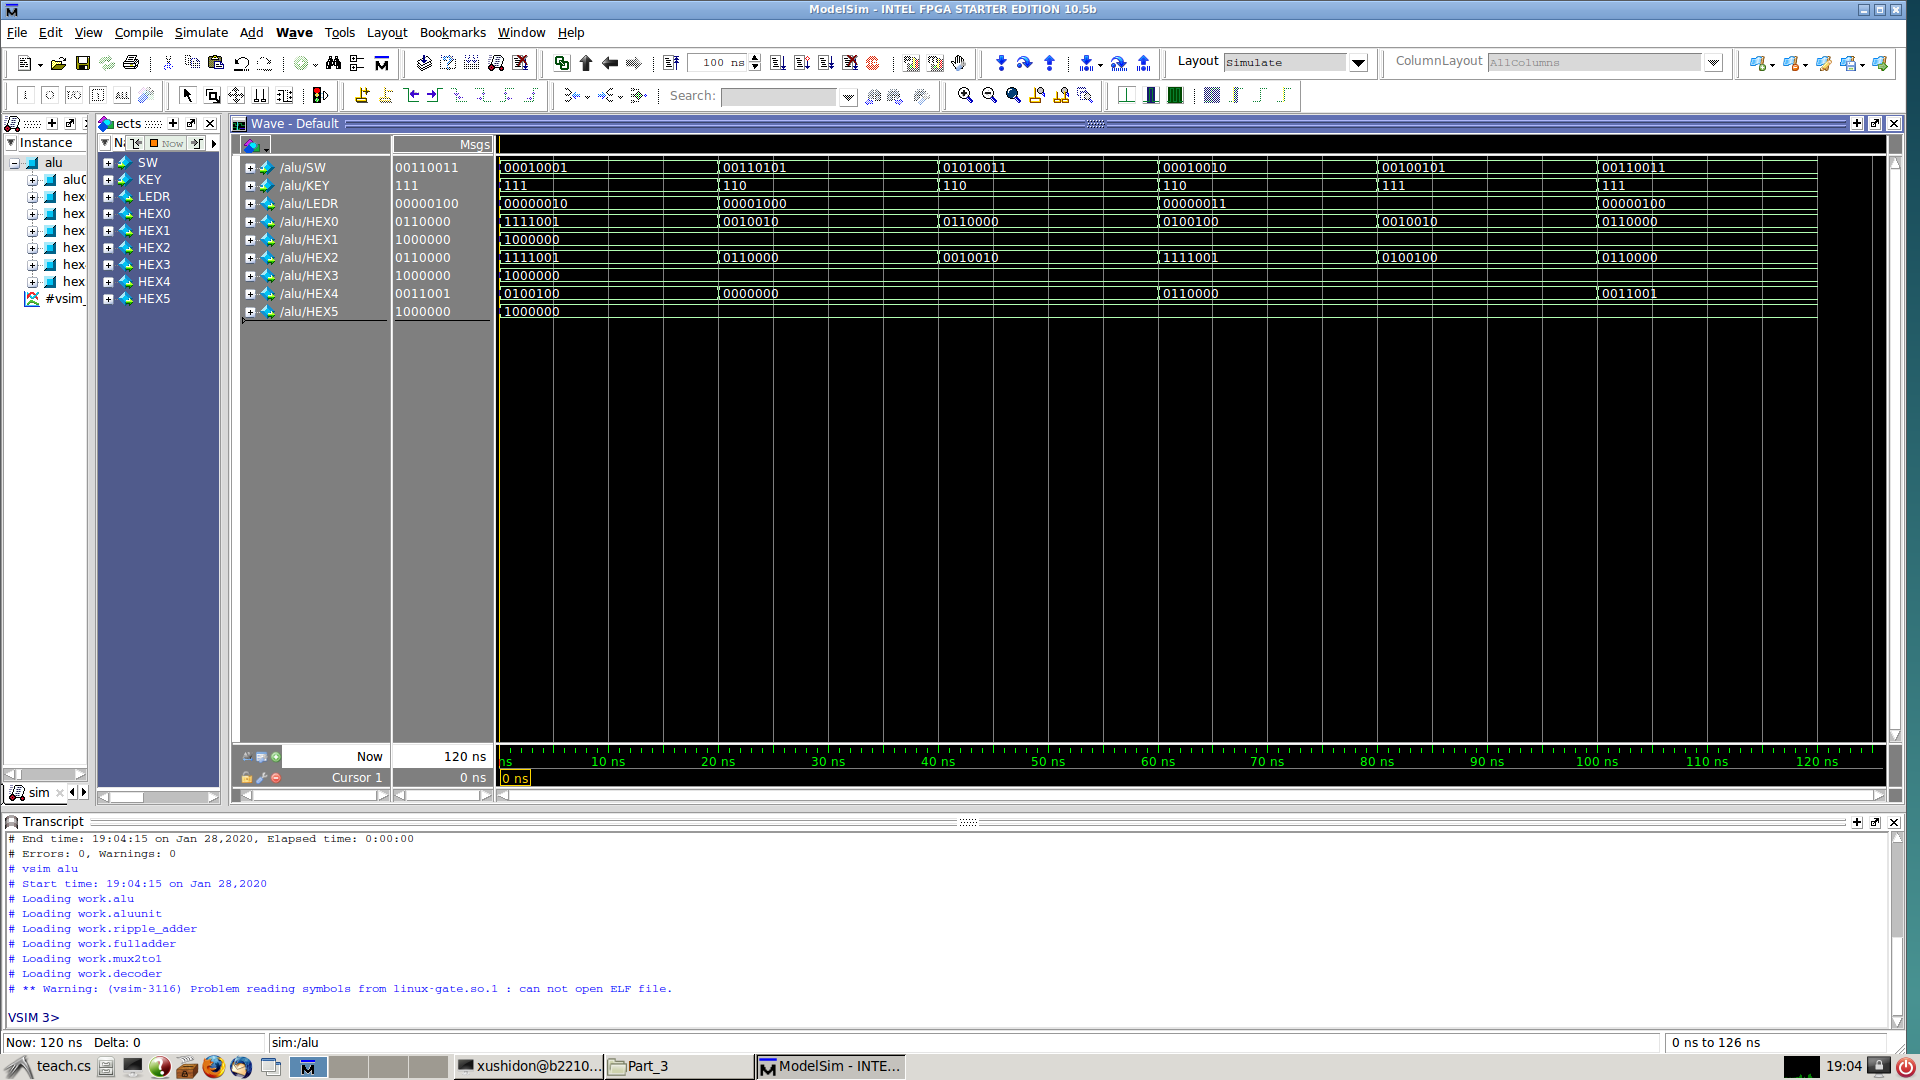 ModelSim - INTEL FPGA STARTER EDITION 10.5b
File Edit View Compile Simulate Add Wave Tools Layout Bookmarks Window Help
100 ns Layout Simulate ColumnLayout AllColumns
Search:
ects Wave - Default
Instance Now Msgs
alu
alu
hex
hex
hex
hex
hex
hex
#vsim_
SW
KEY
LEDR
HEX0
HEX1
HEX2
HEX3
HEX4
HEX5
/alu/SW 00110011 00010001 00110101 01010011 00010010 00100101 00110011
/alu/KEY 111 111 110 110 110 111 111
/alu/LEDR 00000100 00000010 00001000 00000011 00000100
/alu/HEX0 0110000 1111001 0010010 0110000 0100100 0010010 0110000
/alu/HEX1 1000000 1000000
/alu/HEX2 0110000 1111001 0110000 0010010 1111001 0100100 0110000
/alu/HEX3 1000000 1000000
/alu/HEX4 0011001 0100100 0000000 0110000 0011001
/alu/HEX5 1000000 1000000
Now 120 ns ns 10 ns 20 ns 30 ns 40 ns 50 ns 60 ns 70 ns 80 ns 90 ns 100 ns 110 ns 120 ns
Cursor 1 0 ns 0 ns
sim
Transcript
# End time: 19:04:15 on Jan 28,2020, Elapsed time: 0:00:00
# Errors: 0, Warnings: 0
# vsim alu
# Start time: 19:04:15 on Jan 28,2020
# Loading work.alu
# Loading work.aluunit
# Loading work.ripple_adder
# Loading work.fulladder
# Loading work.mux2to1
# Loading work.decoder
# ** Warning: (vsim-3116) Problem reading symbols from linux-gate.so.1 : can not open ELF file.
VSIM 3>
Now: 120 ns Delta: 0 sim:/alu 0 ns to 126 ns
teach.cs xushidon@b2210... Part_3 ModelSim - INTE... 19:04